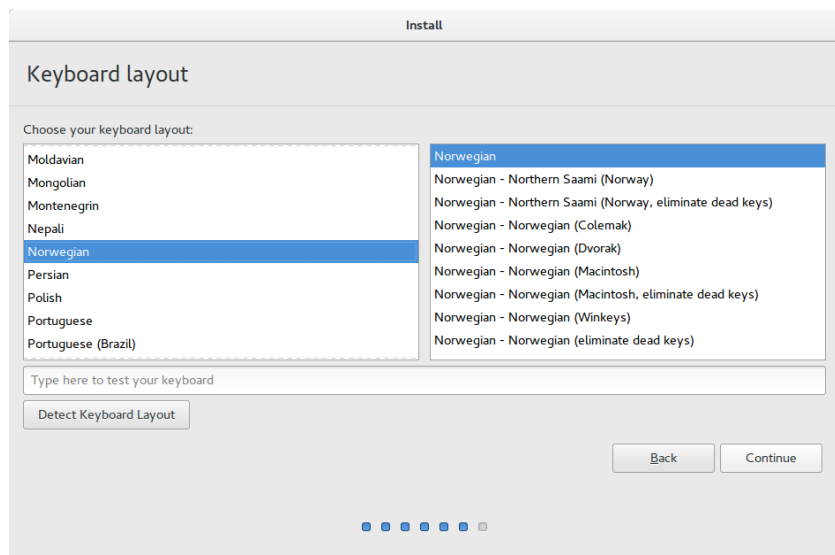 Install
Keyboard layout
Choose your keyboard layout:
Moldavian
Mongolian
Montenegrin
Nepali
Norwegian
Persian
Polish
Portuguese
Portuguese (Brazil)
Norwegian
Norwegian - Northern Saami (Norway)
Norwegian - Northern Saami (Norway, eliminate dead keys)
Norwegian - Norwegian (Colemak)
Norwegian - Norwegian (Dvorak)
Norwegian - Norwegian (Macintosh)
Norwegian - Norwegian (Macintosh, eliminate dead keys)
Norwegian - Norwegian (Winkeys)
Norwegian - Norwegian (eliminate dead keys)
Type here to test your keyboard
Detect Keyboard Layout
Back
Continue